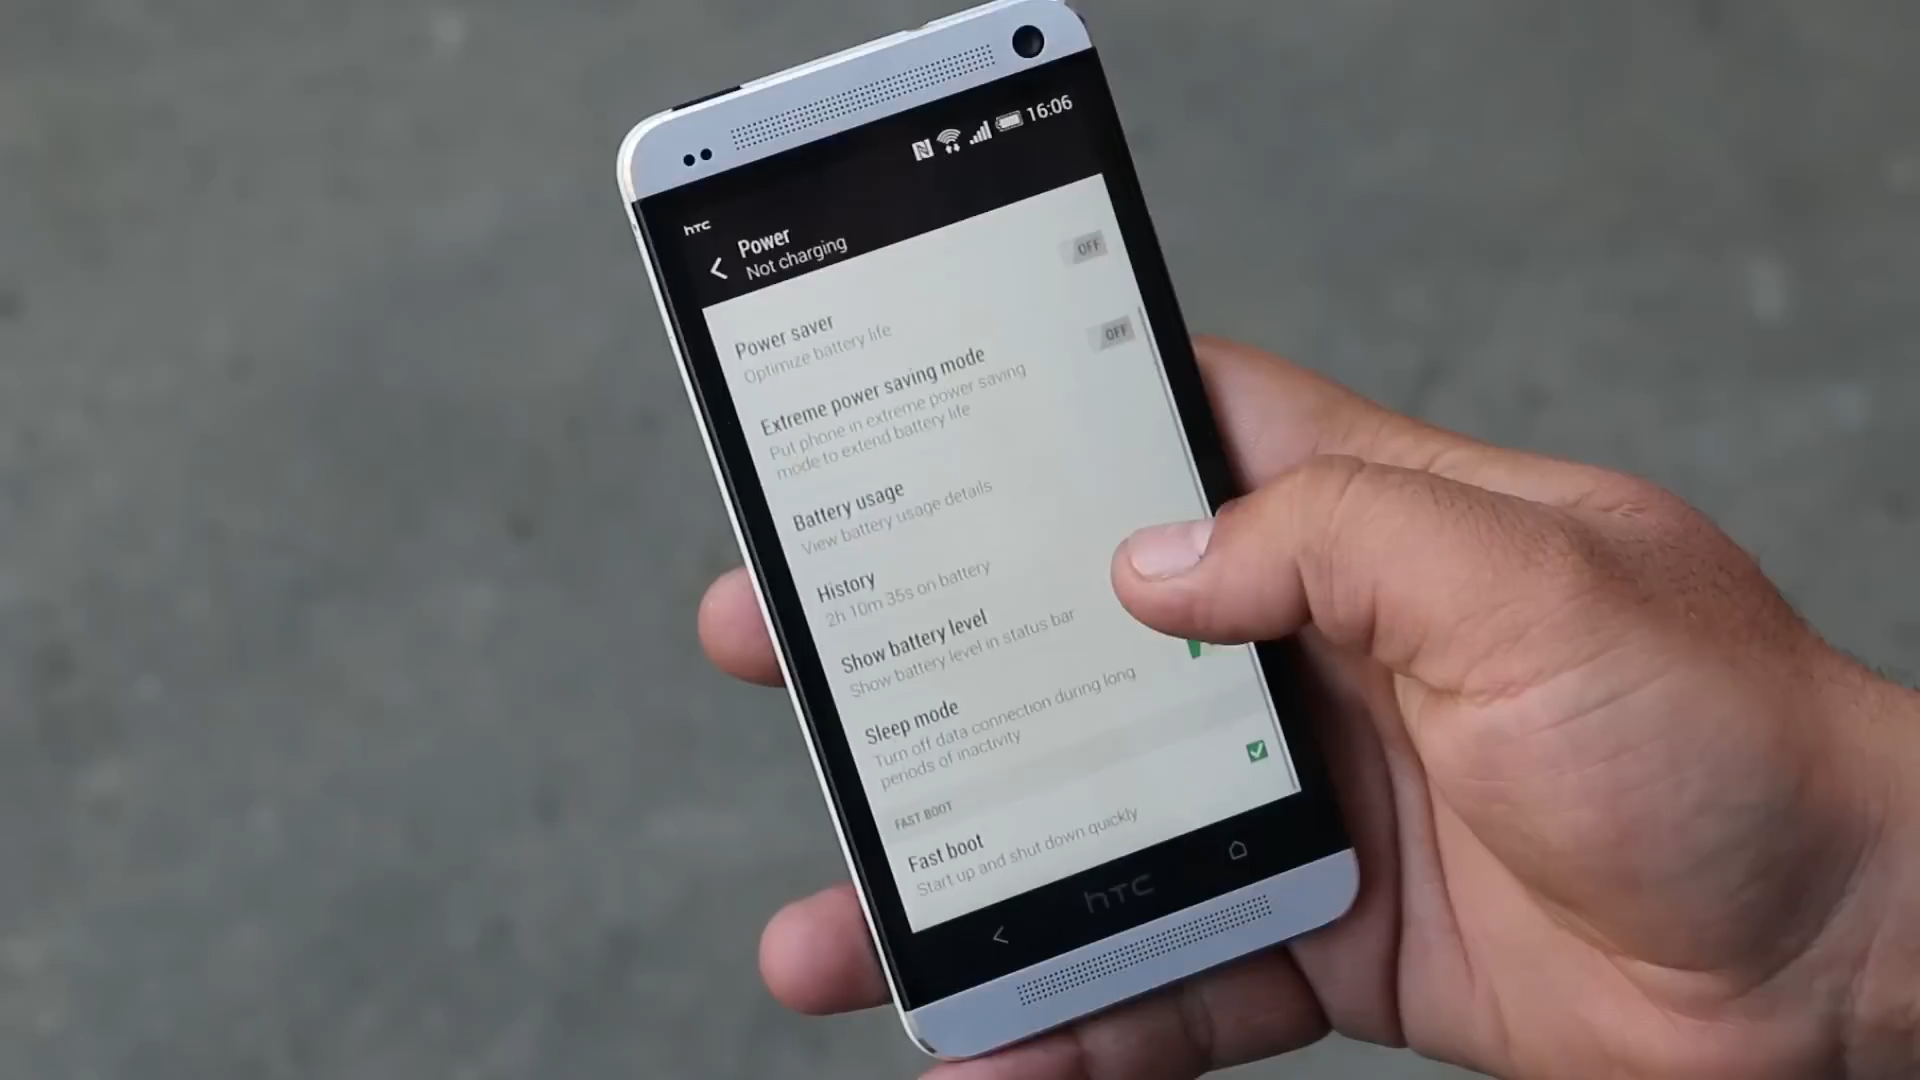 16:06
hTC
Power
Not charging
OFF
Power saver
Optimize battery life
OFF
Extreme power saving mode
Put phone in extreme power saving
mode to extend battery life
Battery usage
View battery usage details
History
2h 10m 35s on battery
Show battery level
Show battery level in status bar
Sleep mode
Turn off data connection during long
periods of inactivity
FAST BOOT
Fast boot
Start up and shut down quickly
hTC